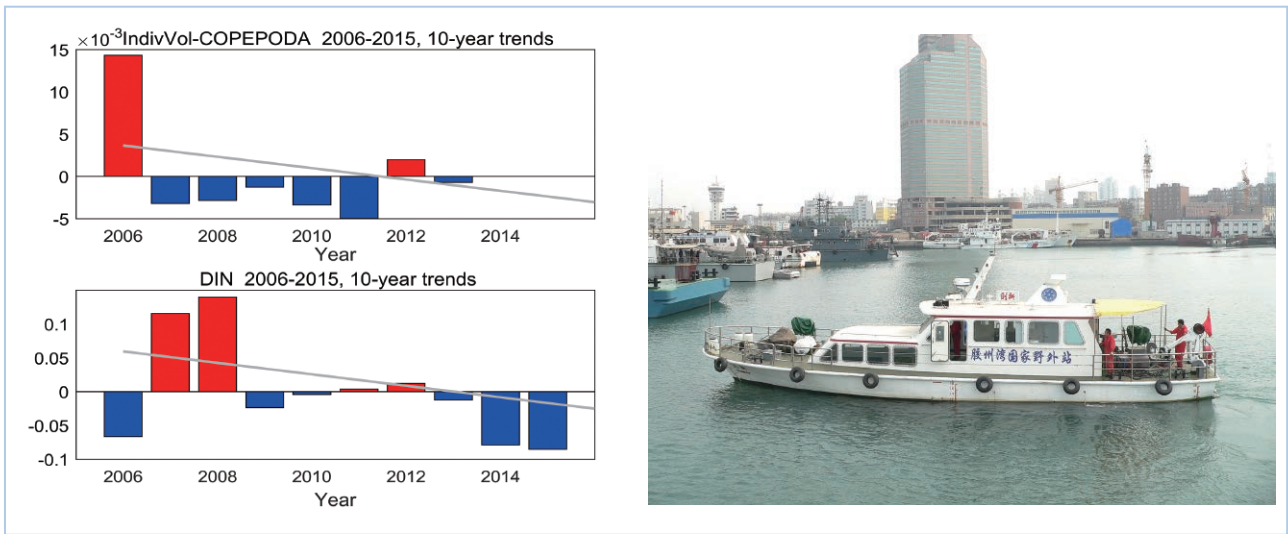 ×10⁻³IndivVol-COPEPODA 2006-2015, 10-year trends
15
10
5
0
-5
2006 2008 2010 2012 2014
Year
DIN 2006-2015, 10-year trends
0.1
0.05
0
-0.05
-0.1
2006 2008 2010 2012 2014
Year
创新
胶州湾国家野外站